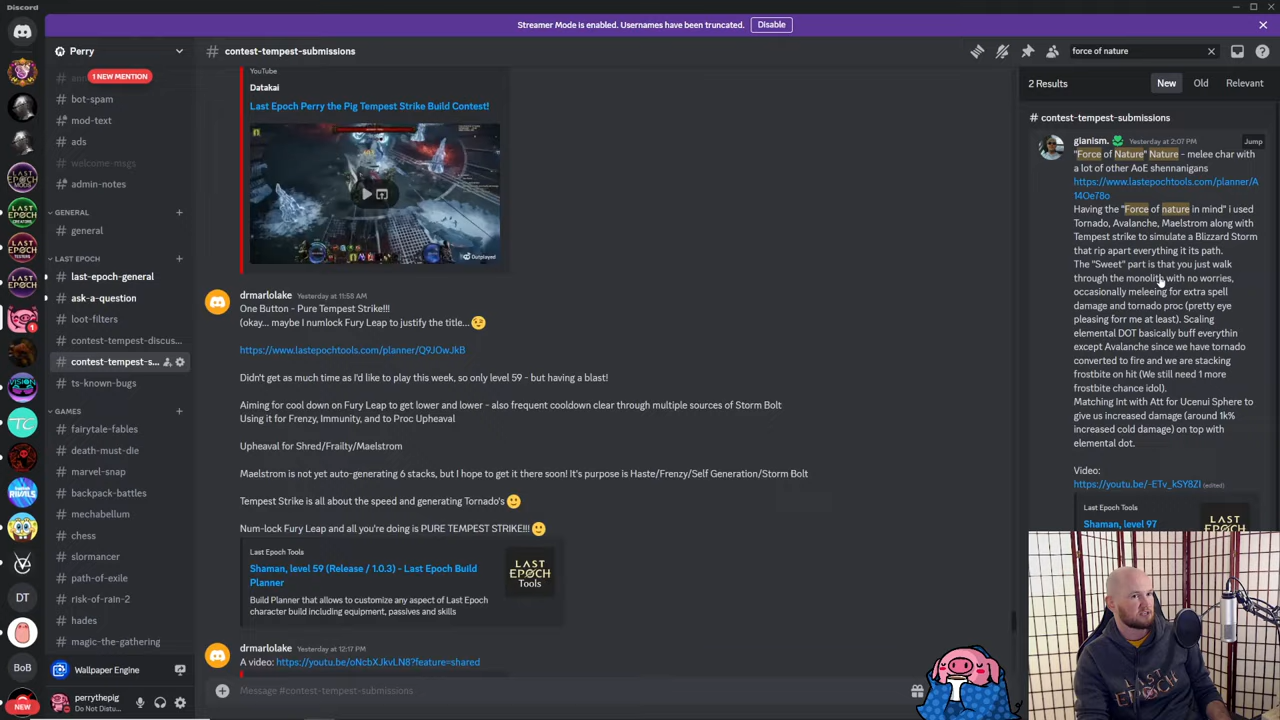 Discord
Streamer Mode is enabled. Usernames have been truncated.
Disable
Perry
1 NEW MENTION
bot-spam
mod-text
ads
welcome-msgs
admin-notes
GENERAL
general
LAST EPOCH
last-epoch-general
ask-a-question
loot-filters
contest-tempest-discus...
contest-tempest-s...
ts-known-bugs
GAMES
fairytale-fables
death-must-die
marvel-snap
backpack-battles
mechabellum
chess
slormancer
path-of-exile
risk-of-rain-2
hades
magic-the-gathering
Wallpaper Engine
perrythepig
Do Not Distu...
DT
BoB
NEW
1
TC
VISION
LAST EPOCH
contest-tempest-submissions
YouTube
Datakai
Last Epoch Perry the Pig Tempest Strike Build Contest!
Outplayed
drmarlolake Yesterday at 11:58 AM
One Button - Pure Tempest Strike!!!
(okay... maybe I numlock Fury Leap to justify the title...
https://www.lastepochtools.com/planner/Q9JOwJkB
Didn't get as much time as I'd like to play this week, so only level 59 - but having a blast!
Aiming for cool down on Fury Leap to get lower and lower - also frequent cooldown clear through multiple sources of Storm Bolt
Using it for Frenzy, Immunity, and to Proc Upheaval
Upheaval for Shred/Frailty/Maelstrom
Maelstrom is not yet auto-generating 6 stacks, but I hope to get it there soon! It's purpose is Haste/Frenzy/Self Generation/Storm Bolt
Tempest Strike is all about the speed and generating Tornado's
Num-lock Fury Leap and all you're doing is PURE TEMPEST STRIKE!!!
Last Epoch Tools
Shaman, level 59 (Release / 1.0.3) - Last Epoch Build
Planner
Build Planner that allows to customize any aspect of Last Epoch
character build including equipment, passives and skills
LAST
EPOCH
Tools
drmarlolake Yesterday at 12:17 PM
A video: https://youtu.be/oNcbXJkvLN8?feature=shared
Message #contest-tempest-submissions
force of nature
2 Results
New
Old
Relevant
contest-tempest-submissions
gianism. Yesterday at 2:07 PM
Jump
"Force of Nature" Nature - melee char with
a lot of other AoE shennanigans
https://www.lastepochtools.com/planner/A
14Oe78o
Having the "Force of nature in mind" i used
Tornado, Avalanche, Maelstrom along with
Tempest strike to simulate a Blizzard Storm
that rip apart everything it its path.
The "Sweet" part is that you just walk
through the monolith with no worries,
occasionally meleeing for extra spell
damage and tornado proc (pretty eye
pleasing forr me at least). Scaling
elemental DOT basically buff everythin
except Avalanche since we have tornado
converted to fire and we are stacking
frostbite on hit (We still need 1 more
frostbite chance idol).
Matching Int with Att for Ucenui Sphere to
give us increased damage (around 1k%
increased cold damage) on top with
elemental dot.
Video:
https://youtu.be/-ETv_kSY8ZI (edited)
Last Epoch Tools
Shaman, level 97
LAST